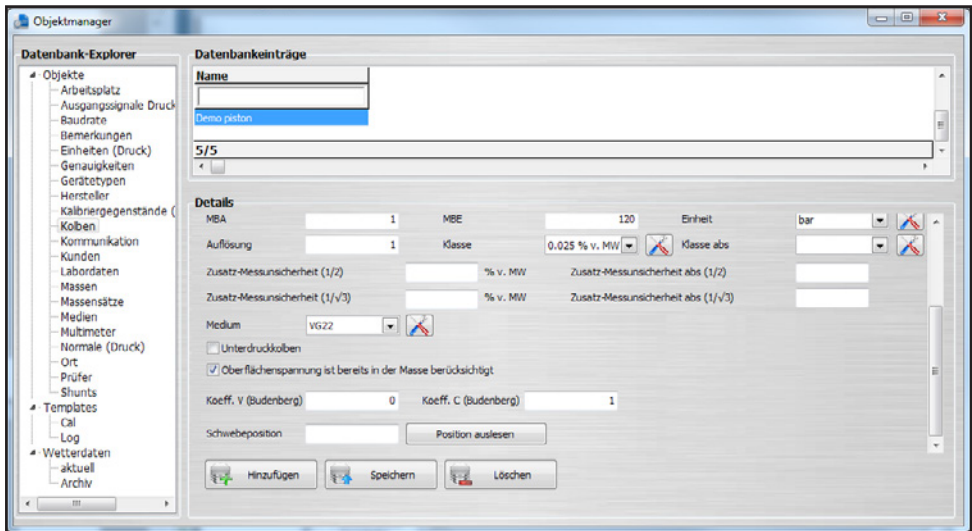 Objektmanager
Datenbank-Explorer
Objekte
Arbeitsplatz
Ausgangssignale Druck
Baudrate
Bemerkungen
Einheiten (Druck)
Genauigkeiten
Gerätetypen
Hersteller
Kalibriergegenstände (
Kolben
Kommunikation
Kunden
Labordaten
Massen
Massensätze
Medien
Multimeter
Normale (Druck)
Ort
Prüfer
Shunts
Templates
Cal
Log
Wetterdaten
aktuell
Archiv
Datenbankeinträge
Name
Demo piston
5/5
Details
MBA 1 MBE 120 Einheit bar
Auflösung 1 Klasse 0.025 % v. MW Klasse abs
Zusatz-Messunsicherheit (1/2) % v. MW Zusatz-Messunsicherheit abs (1/2)
Zusatz-Messunsicherheit (1/√3) % v. MW Zusatz-Messunsicherheit abs (1/√3)
Medium VG22
Unterdruckkolben
Oberflächenspannung ist bereits in der Masse berücksichtigt
Koeff. V (Budenberg) 0 Koeff. C (Budenberg) 1
Schwebeposition Position auslesen
Hinzufügen Speichern Löschen